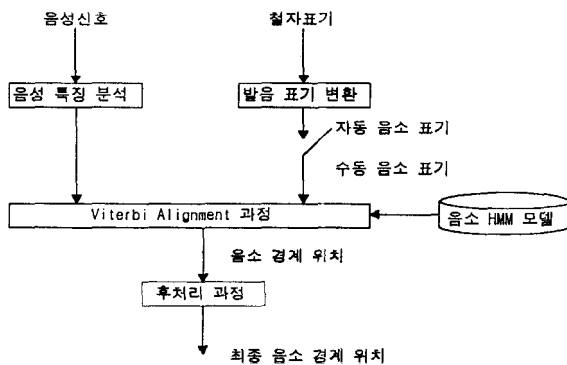 음성신호
철자표기
음성 특징 분석
발음 표기 변환
자동 음소 표기
수동 음소 표기
Viterbi Alignment 과정
음소 HMM 모델
음소 경계 위치
후처리 과정
최종 음소 경계 위치